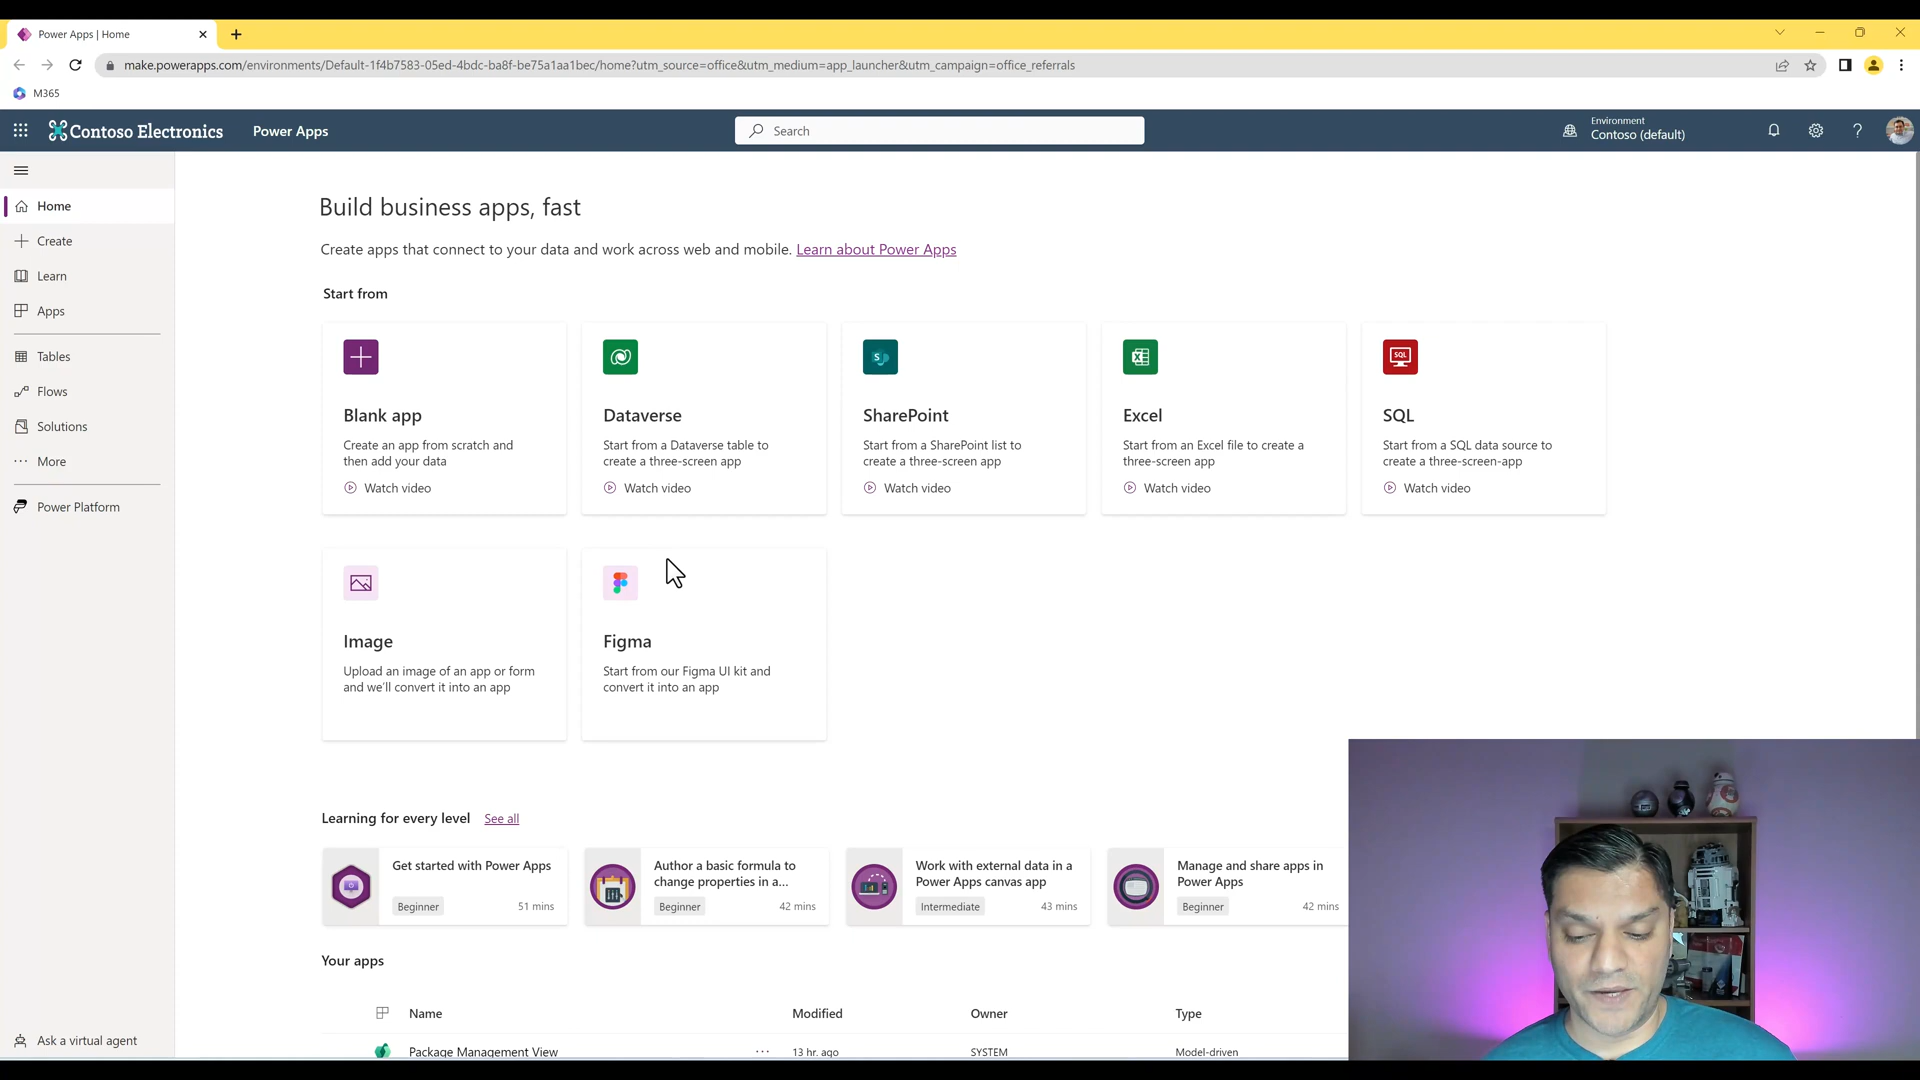 Power Apps | Home
make.powerapps.com/environments/Default-1f4b7583-05ed-4bdc-ba8f-be75a1aa1bec/home?utm_source=office&utm_medium=app_launcher&utm_campaign=office_referrals
M365
Contoso Electronics
Power Apps
Search
Environment
Contoso (default)
Home
Create
Learn
Apps
Tables
Flows
Solutions
More
Power Platform
Ask a virtual agent
Build business apps, fast
Create apps that connect to your data and work across web and mobile. Learn about Power Apps
Start from
Blank app
Create an app from scratch and
then add your data
Watch video
Dataverse
Start from a Dataverse table to
create a three-screen app
Watch video
SharePoint
Start from a SharePoint list to
create a three-screen app
Watch video
Excel
Start from an Excel file to create a
three-screen app
Watch video
SQL
SQL
Start from a SQL data source to
create a three-screen-app
Watch video
Image
Upload an image of an app or form
and we'll convert it into an app
Figma
Start from our Figma UI kit and
convert it into an app
Learning for every level See all
Get started with Power Apps
Beginner 51 mins
Author a basic formula to
change properties in a...
Beginner 42 mins
Work with external data in a
Power Apps canvas app
Intermediate 43 mins
Manage and share apps in
Power Apps
Beginner 42 mins
Your apps
Name Modified Owner Type
Package Management View ... 13 hr. ago SYSTEM Model-driven